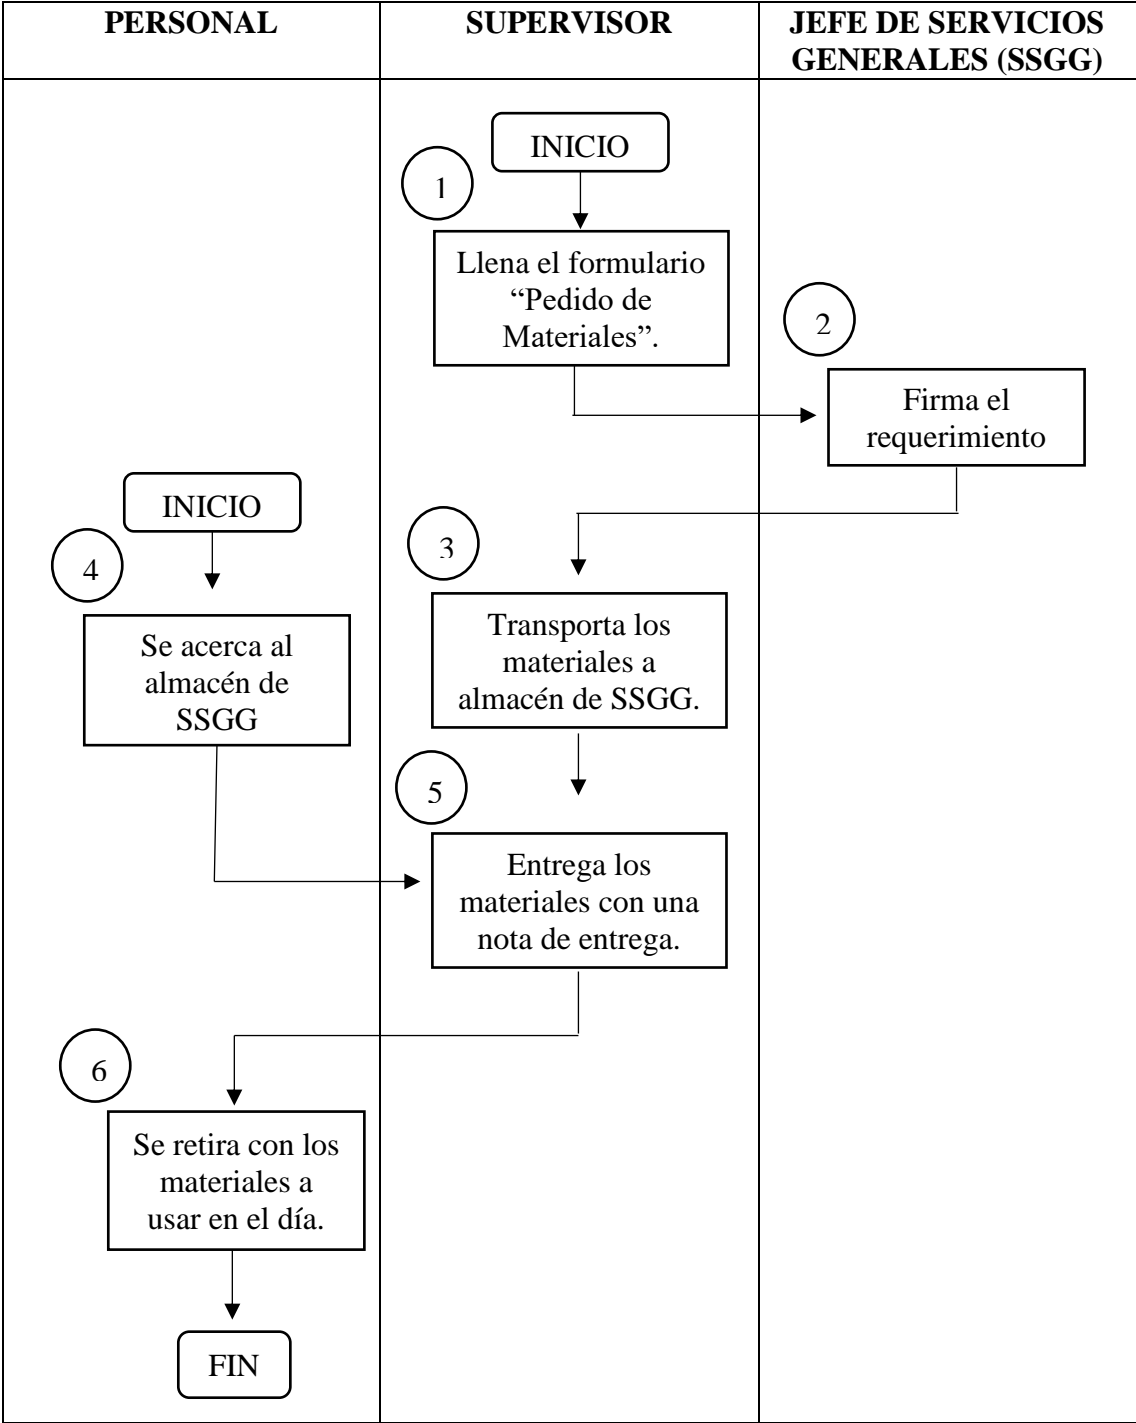 PERSONAL
SUPERVISOR
JEFE DE SERVICIOS
GENERALES (SSGG)
INICIO
1
Llena el formulario
“Pedido de
Materiales”.
2
Firma el
requerimiento
INICIO
3
4
Transporta los
materiales a
almacén de SSGG.
Se acerca al
almacén de
SSGG
5
Entrega los
materiales con una
nota de entrega.
6
Se retira con los
materiales a
usar en el día.
FIN